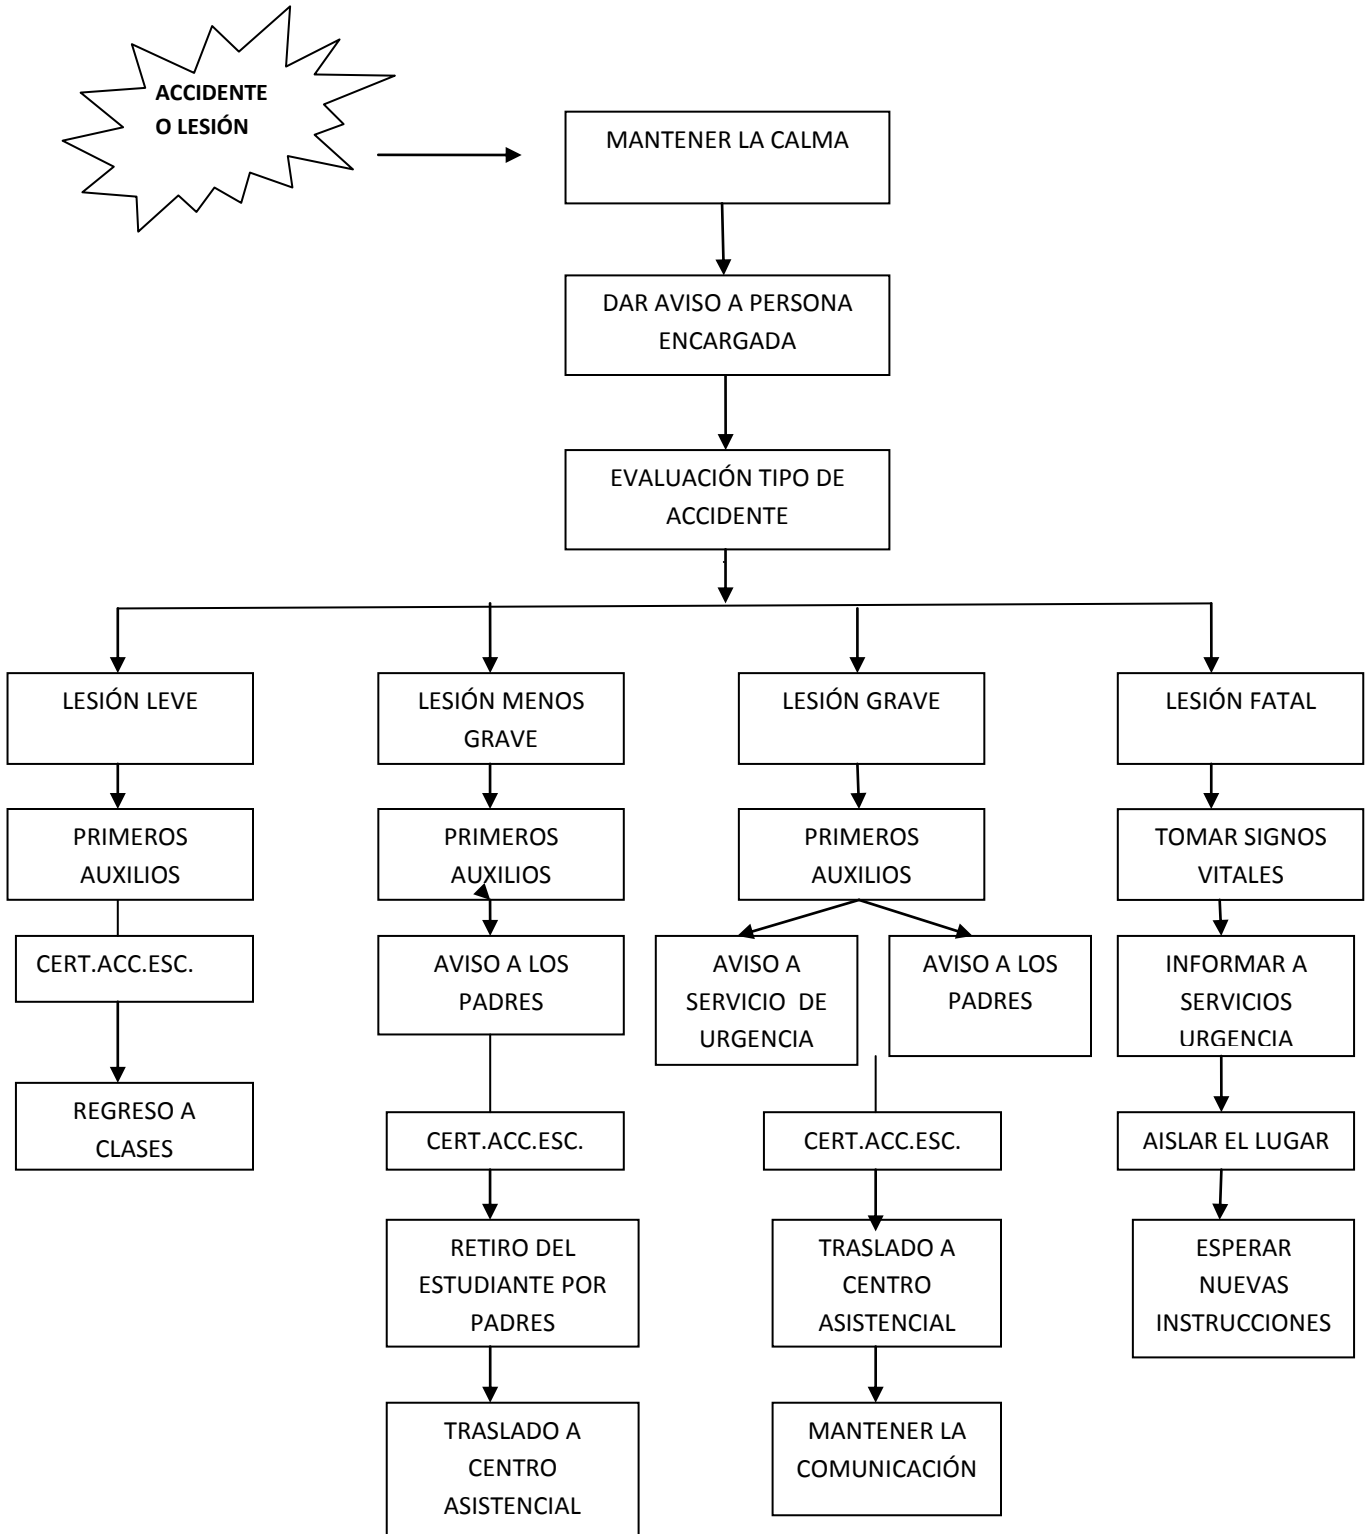 ACCIDENTE
O LESIÓN
MANTENER LA CALMA
DAR AVISO A PERSONA
ENCARGADA
EVALUACIÓN TIPO DE
ACCIDENTE
LESIÓN LEVE
LESIÓN MENOS
GRAVE
LESIÓN GRAVE
LESIÓN FATAL
PRIMEROS
AUXILIOS
PRIMEROS
AUXILIOS
PRIMEROS
AUXILIOS
TOMAR SIGNOS
VITALES
CERT.ACC.ESC.
AVISO A LOS
PADRES
AVISO A
SERVICIO DE
URGENCIA
AVISO A LOS
PADRES
INFORMAR A
SERVICIOS
URGENCIA
REGRESO A
CLASES
CERT.ACC.ESC.
CERT.ACC.ESC.
AISLAR EL LUGAR
RETIRO DEL
ESTUDIANTE POR
PADRES
TRASLADO A
CENTRO
ASISTENCIAL
ESPERAR
NUEVAS
INSTRUCCIONES
TRASLADO A
CENTRO
ASISTENCIAL
MANTENER LA
COMUNICACIÓN